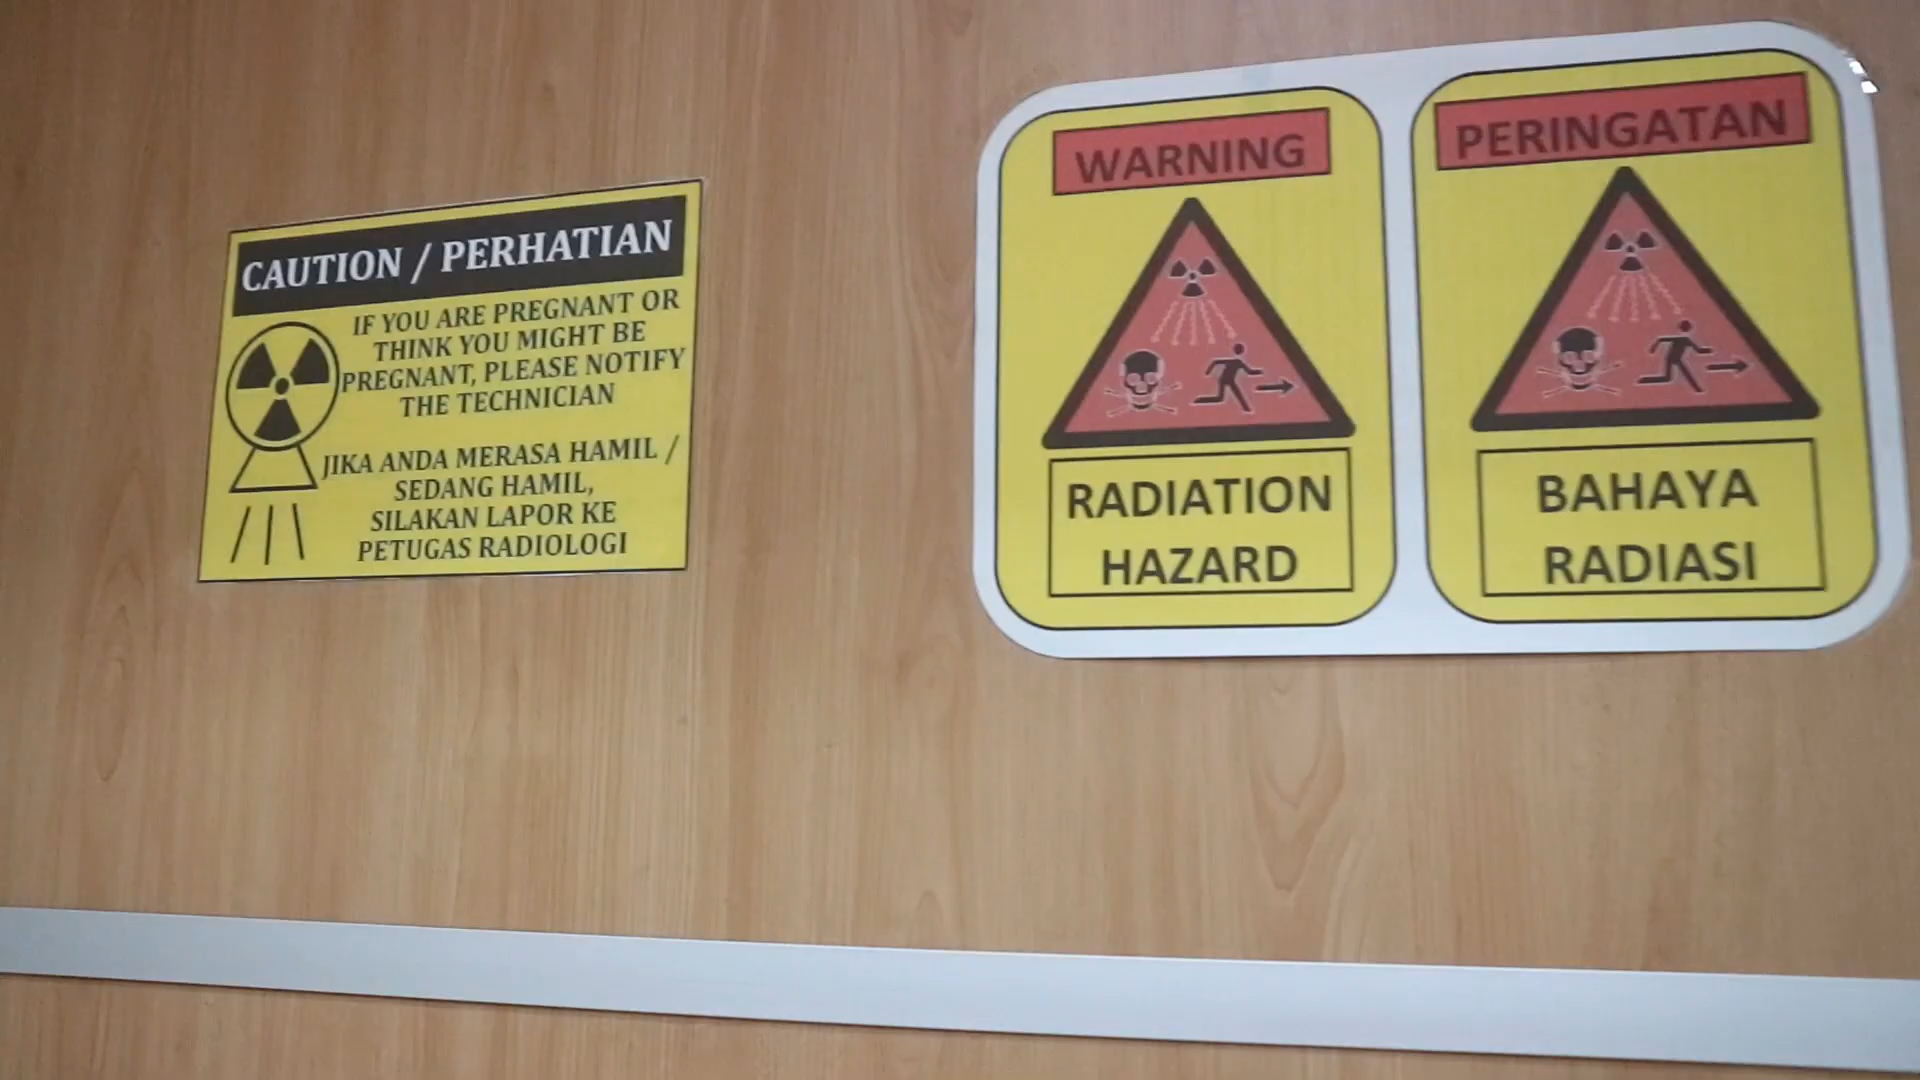 CAUTION / PERHATIAN
IF YOU ARE PREGNANT OR
THINK YOU MIGHT BE
PREGNANT, PLEASE NOTIFY
THE TECHNICIAN
JIKA ANDA MERASA HAMIL /
SEDANG HAMIL,
SILAKAN LAPOR KE
PETUGAS RADIOLOGI
WARNING
RADIATION
HAZARD
PERINGATAN
BAHAYA
RADIASI